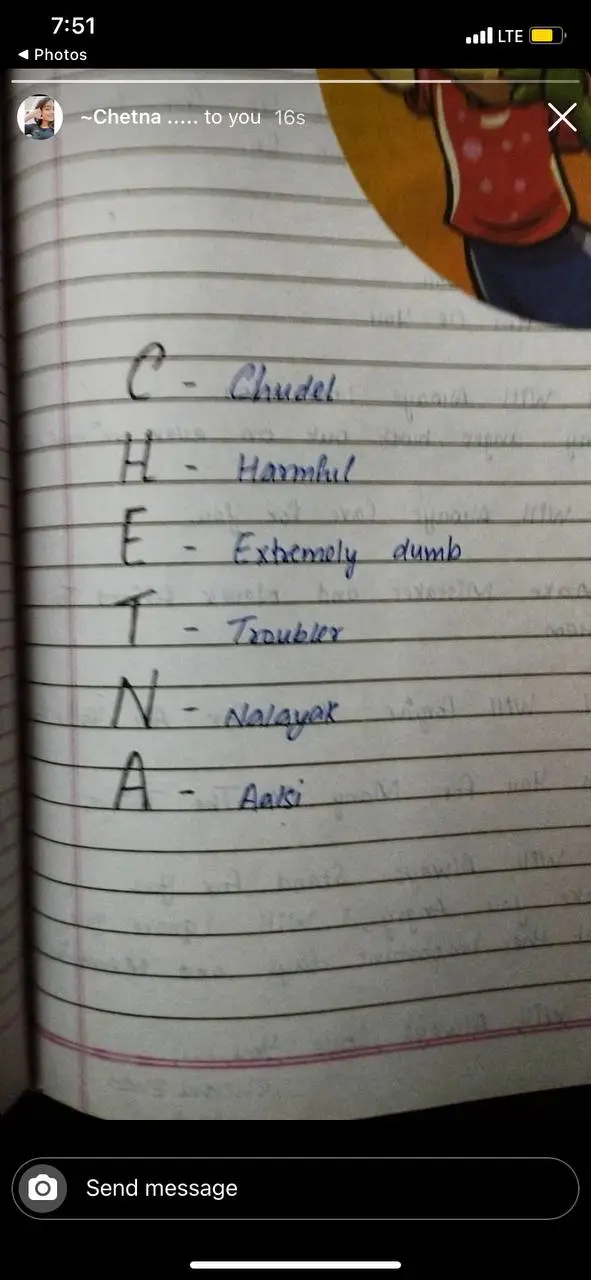 7:51
LTE
◄ Photos
~Chetna ..... to you 16s
C - Chudel
H - Harmful
E - Extremely dumb
T - Troubler
N - Nalayak
A - Aalsi
Send message